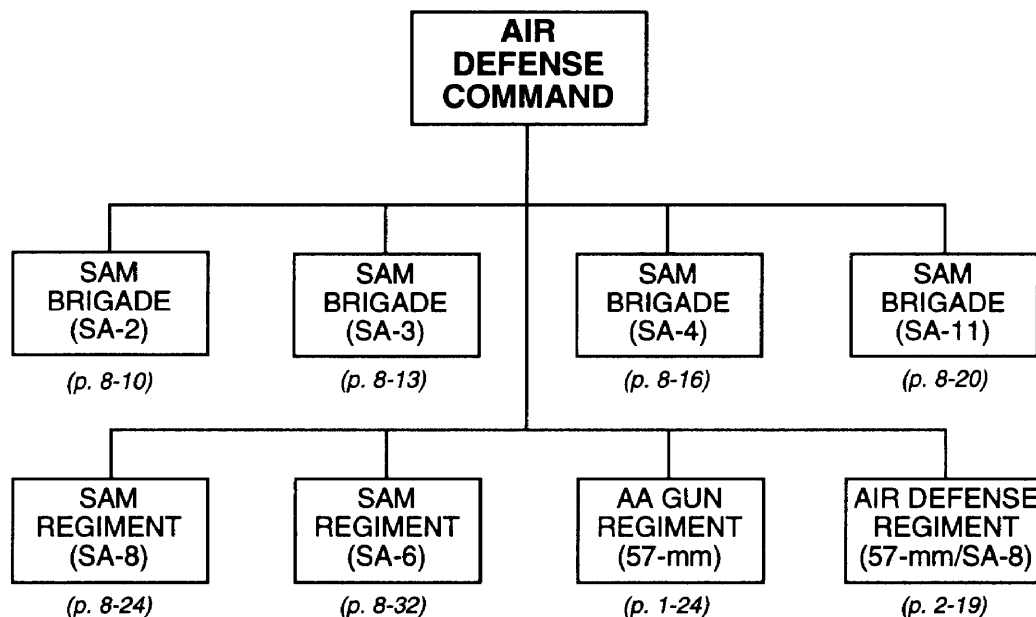 AIR
DEFENSE
COMMAND
SAM
BRIGADE
(SA-2)
(p. 8-10)
SAM
BRIGADE
(SA-3)
(p. 8-13)
SAM
BRIGADE
(SA-4)
(p. 8-16)
SAM
BRIGADE
(SA-11)
(p. 8-20)
SAM
REGIMENT
(SA-8)
(p. 8-24)
SAM
REGIMENT
(SA-6)
(p. 8-32)
AA GUN
REGIMENT
(57-mm)
(p. 1-24)
AIR DEFENSE
REGIMENT
(57-mm/SA-8)
(p. 2-19)